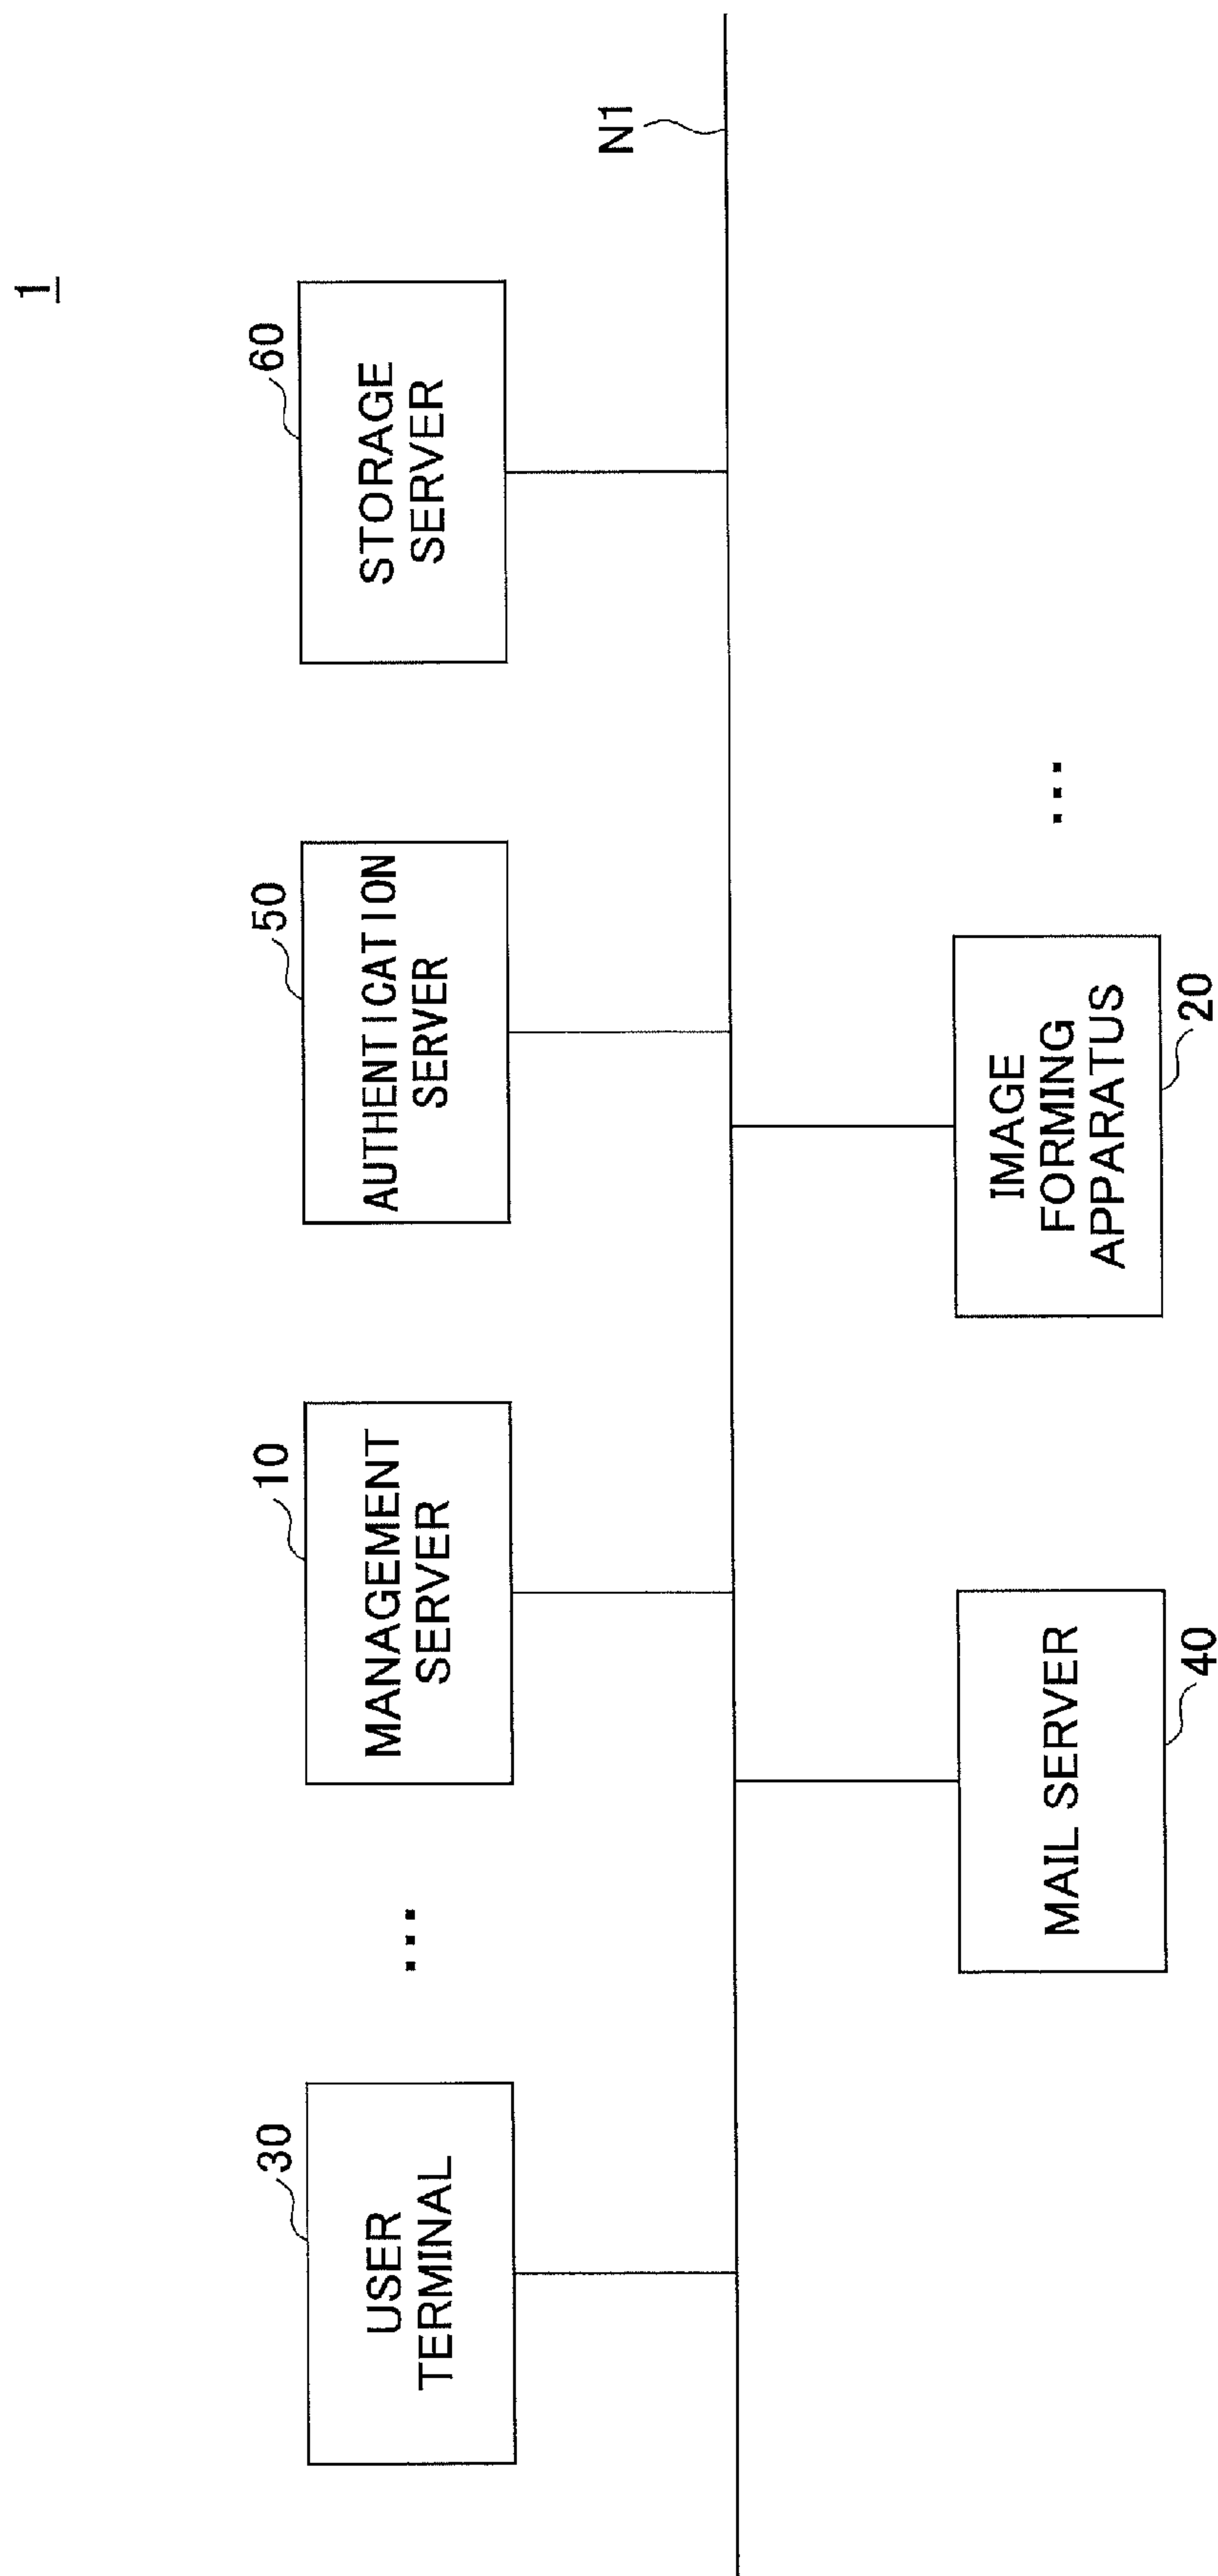 1
30
USER
TERMINAL
...
10
MANAGEMENT
SERVER
50
AUTHENTICATION
SERVER
60
STORAGE
SERVER
N1
MAIL SERVER
40
IMAGE
FORMING
APPARATUS
20
...